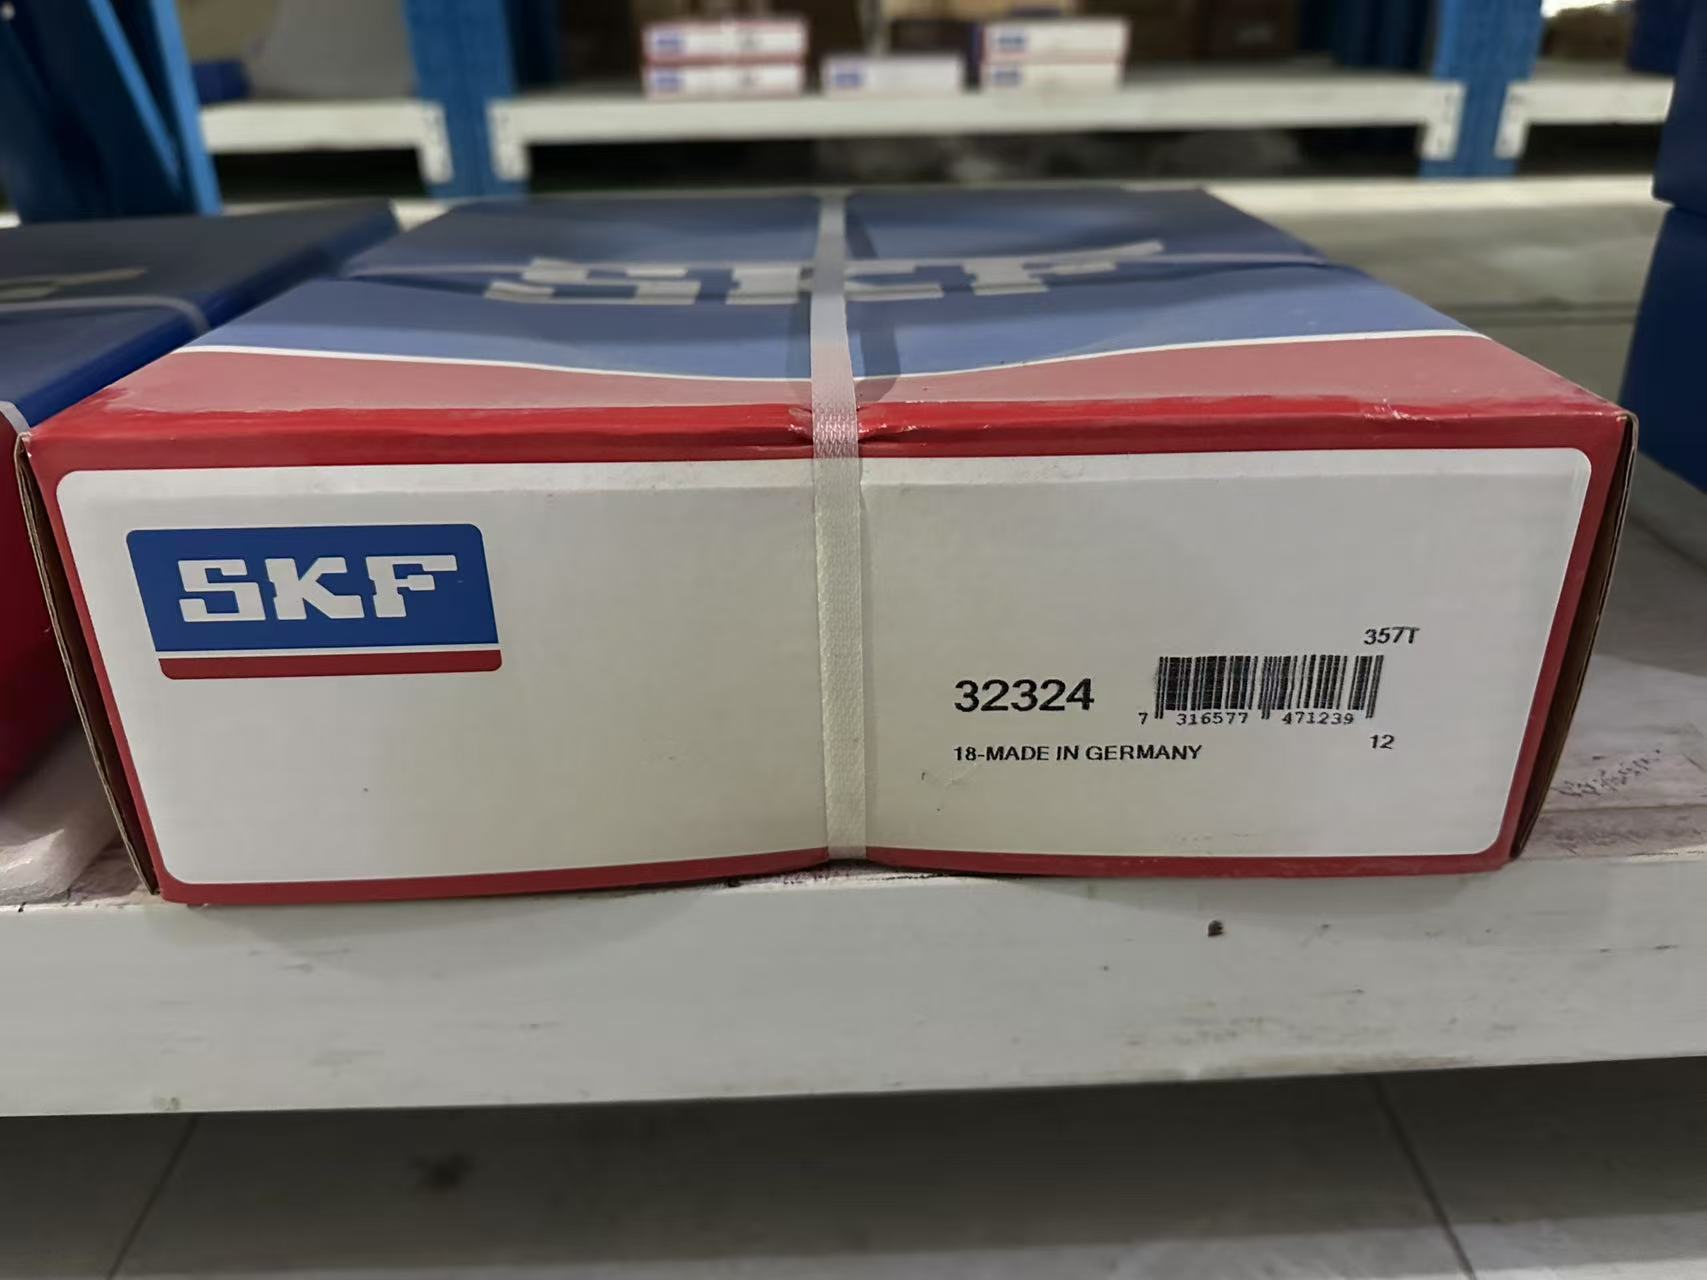 SKF
SKF
357T
32324
7 316577 471239
18-MADE IN GERMANY
12